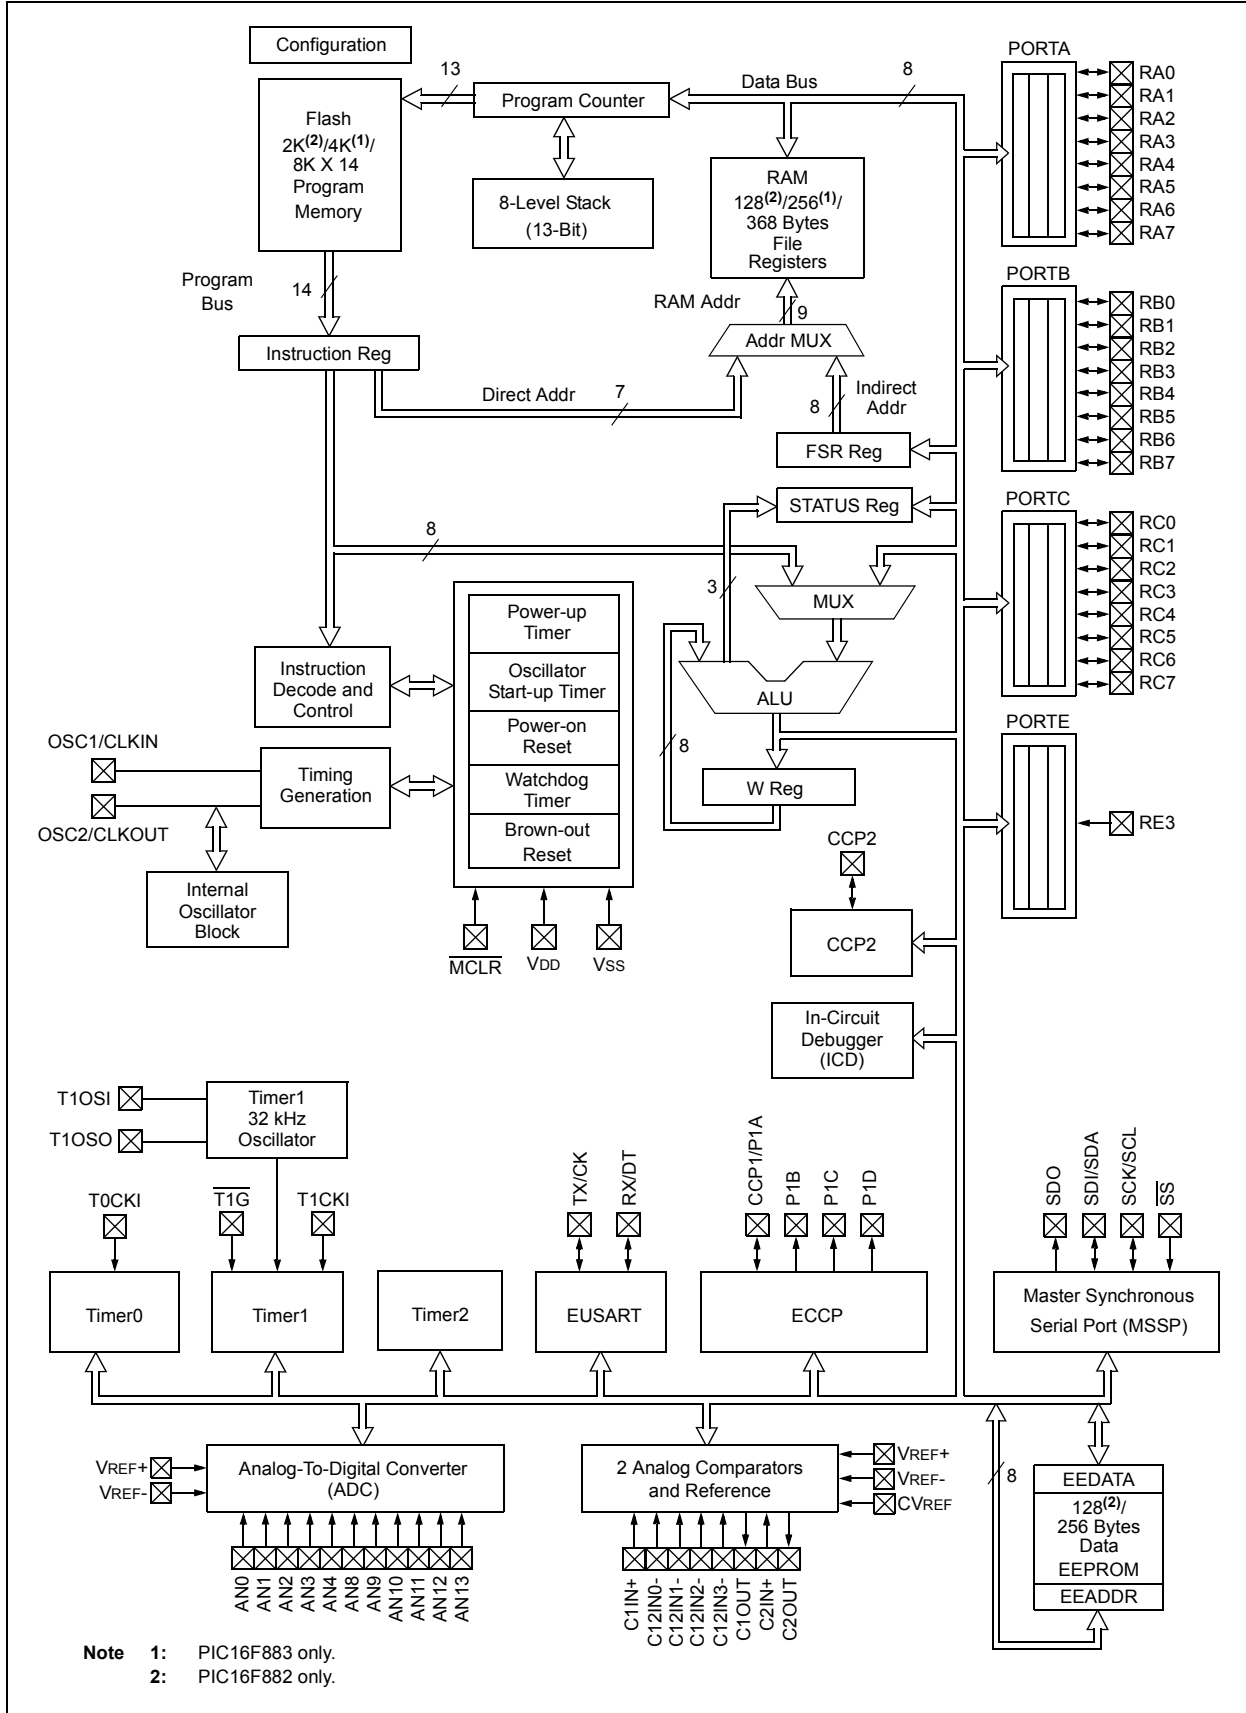 Configuration
13
Program Counter
Data Bus
8
PORTA
RA0
RA1
RA2
RA3
RA4
RA5
RA6
RA7
Flash
2K(2)/4K(1)/
8K X 14
Program
Memory
8-Level Stack
(13-Bit)
RAM
128(2)/256(1)/
368 Bytes
File
Registers
Program
Bus
14
RAM Addr
9
PORTB
RB0
RB1
RB2
RB3
RB4
RB5
RB6
RB7
Instruction Reg
Addr MUX
Direct Addr
7
8
Indirect
Addr
FSR Reg
STATUS Reg
PORTC
RC0
RC1
RC2
RC3
RC4
RC5
RC6
RC7
8
3
MUX
Power-up
Timer
Oscillator
Start-up Timer
Power-on
Reset
Watchdog
Timer
Brown-out
Reset
Instruction
Decode and
Control
ALU
8
W Reg
PORTE
RE3
OSC1/CLKIN
OSC2/CLKOUT
Timing
Generation
Internal
Oscillator
Block
MCLR
VDD
VSS
CCP2
CCP2
In-Circuit
Debugger
(ICD)
T1OSI
T1OSO
Timer1
32 kHz
Oscillator
T0CKI
T1G
T1CKI
TX/CK
RX/DT
CCP1/P1A
P1B
P1C
P1D
SDO
SDI/SDA
SCK/SCL
SS
Timer0
Timer1
Timer2
EUSART
ECCP
Master Synchronous
Serial Port (MSSP)
VREF+
VREF-
Analog-To-Digital Converter
(ADC)
2 Analog Comparators
and Reference
VREF+
VREF-
CVREF
8
EEDATA
128(2)/
256 Bytes
Data
EEPROM
EEADDR
AN0
AN1
AN2
AN3
AN4
AN8
AN9
AN10
AN11
AN12
AN13
C1IN+
C12IN0-
C12IN1-
C12IN2-
C12IN3-
C1OUT
C2IN+
C2OUT
Note 1: PIC16F883 only.
2: PIC16F882 only.